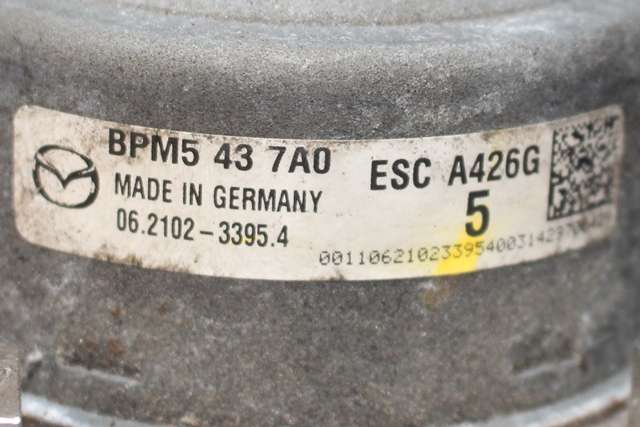 BPM5 43 7A0
MADE IN GERMANY
06.2102-3395.4
ESC A426G
5